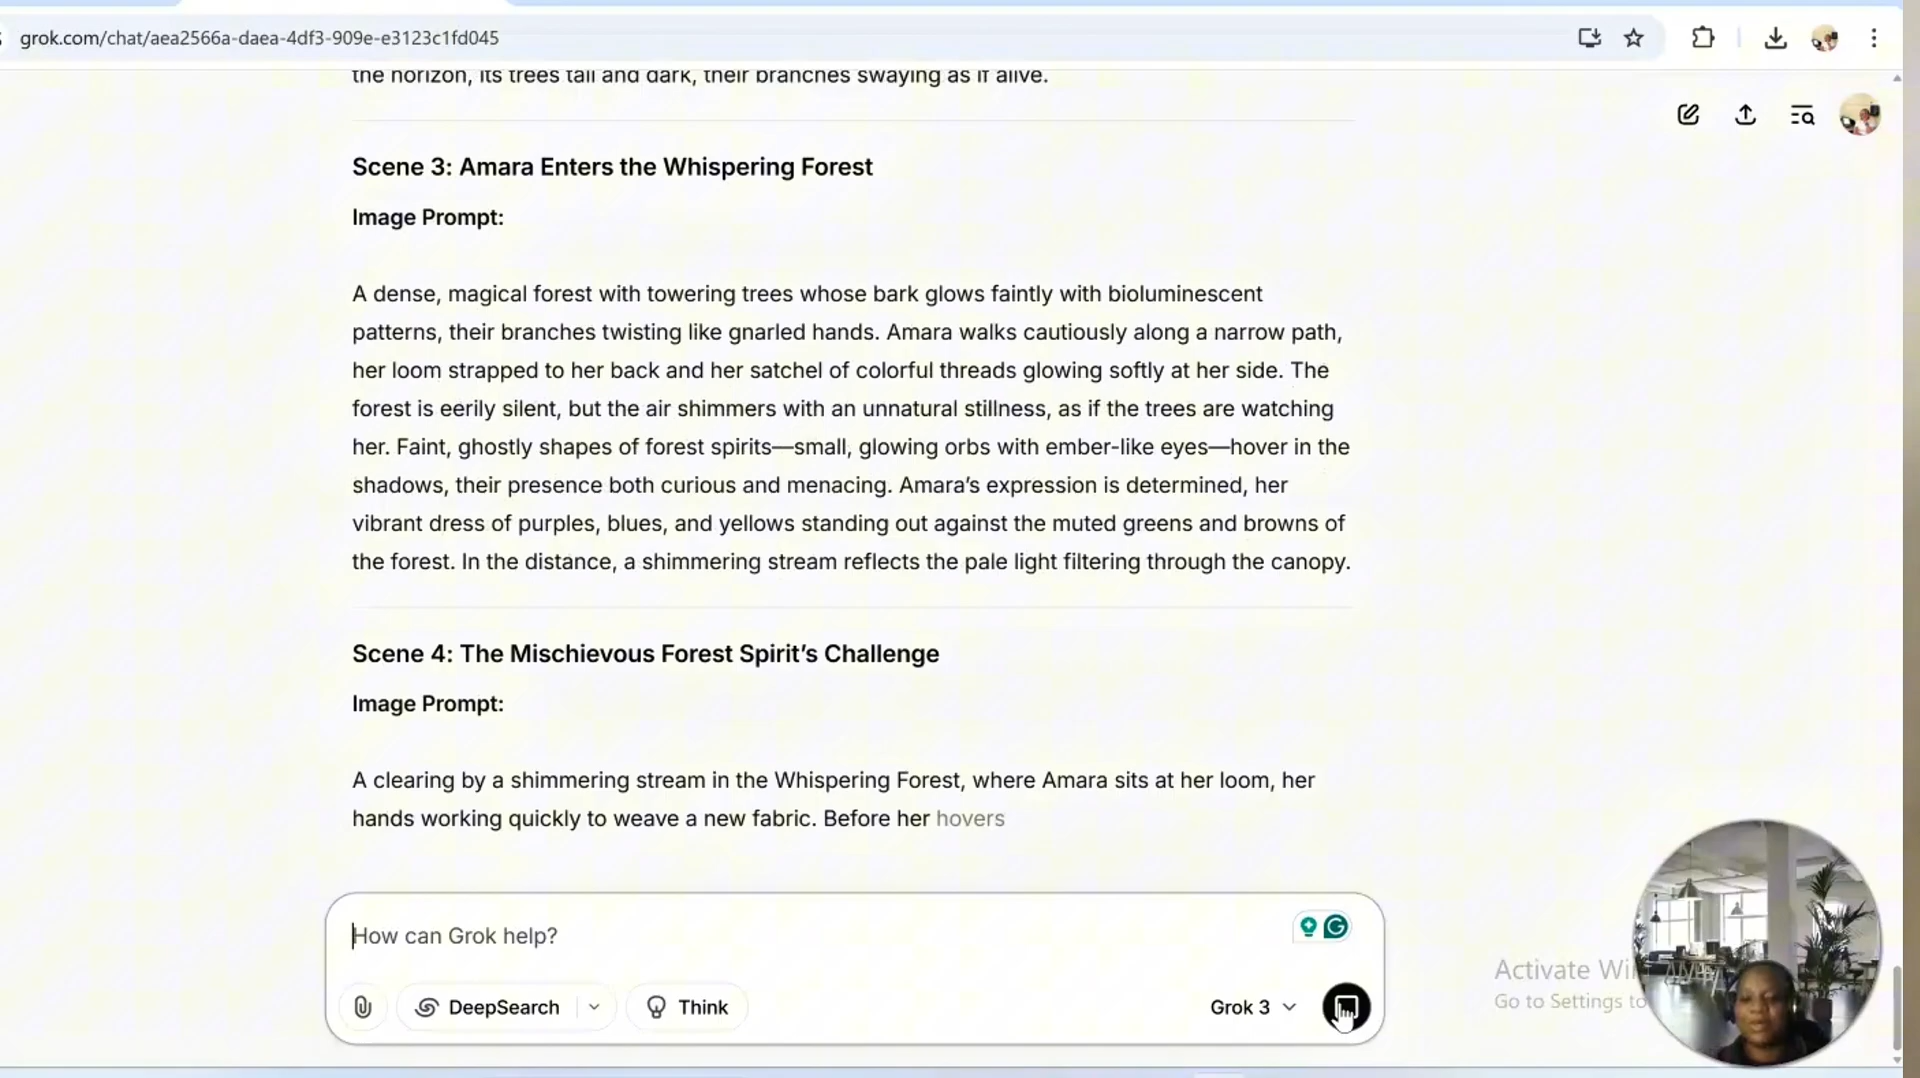 grok.com/chat/aea2566a-daea-4df3-909e-e3123c1fd045
the horizon, its trees tall and dark, their branches swaying as if alive.
Scene 3: Amara Enters the Whispering Forest
Image Prompt:
A dense, magical forest with towering trees whose bark glows faintly with bioluminescent
patterns, their branches twisting like gnarled hands. Amara walks cautiously along a narrow path,
her loom strapped to her back and her satchel of colorful threads glowing softly at her side. The
forest is eerily silent, but the air shimmers with an unnatural stillness, as if the trees are watching
her. Faint, ghostly shapes of forest spirits—small, glowing orbs with ember-like eyes—hover in the
shadows, their presence both curious and menacing. Amara’s expression is determined, her
vibrant dress of purples, blues, and yellows standing out against the muted greens and browns of
the forest. In the distance, a shimmering stream reflects the pale light filtering through the canopy.
Scene 4: The Mischievous Forest Spirit’s Challenge
Image Prompt:
A clearing by a shimmering stream in the Whispering Forest, where Amara sits at her loom, her
hands working quickly to weave a new fabric. Before her hovers
How can Grok help?
DeepSearch
Think
Grok 3
Activate
Go to Settings to